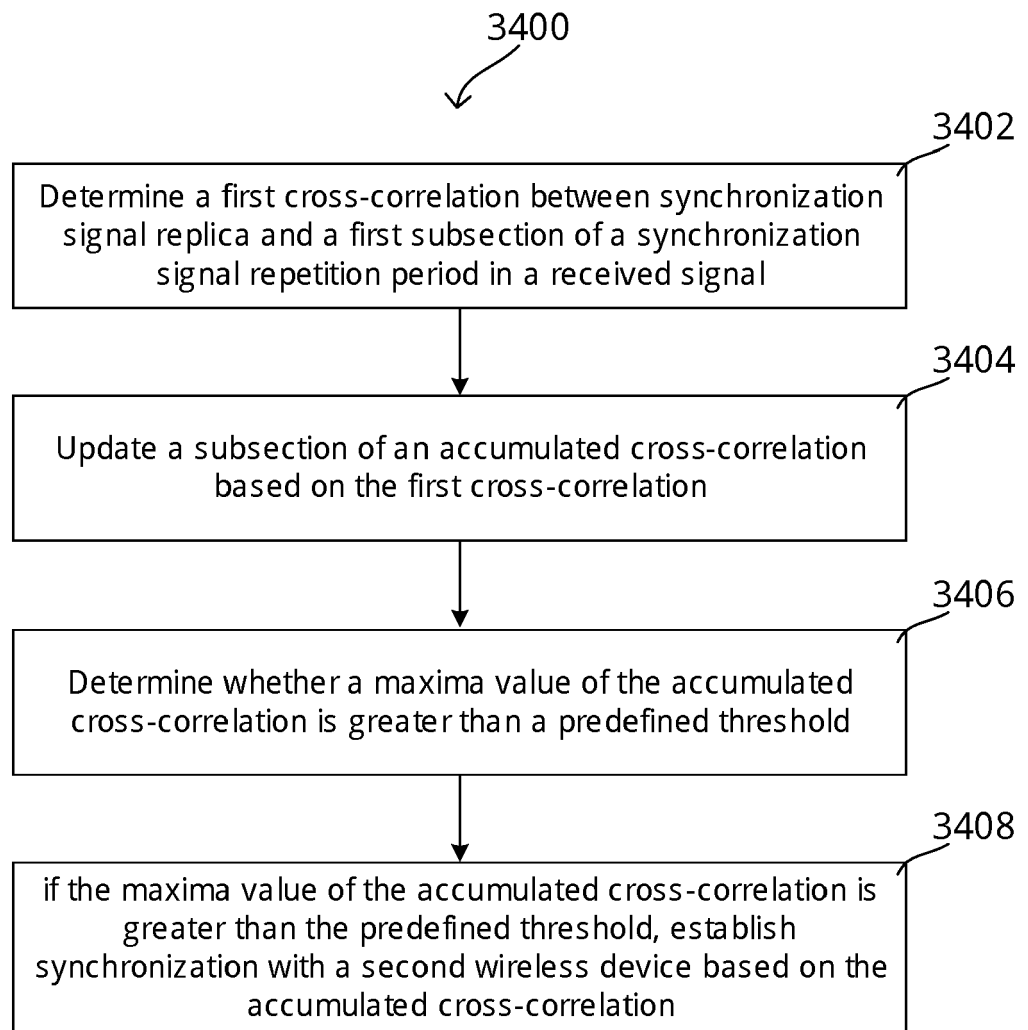 3400
3402
Determine a first cross-correlation between synchronization
signal replica and a first subsection of a synchronization
signal repetition period in a received signal
3404
Update a subsection of an accumulated cross-correlation
based on the first cross-correlation
3406
Determine whether a maxima value of the accumulated
cross-correlation is greater than a predefined threshold
3408
if the maxima value of the accumulated cross-correlation is
greater than the predefined threshold, establish
synchronization with a second wireless device based on the
accumulated cross-correlation